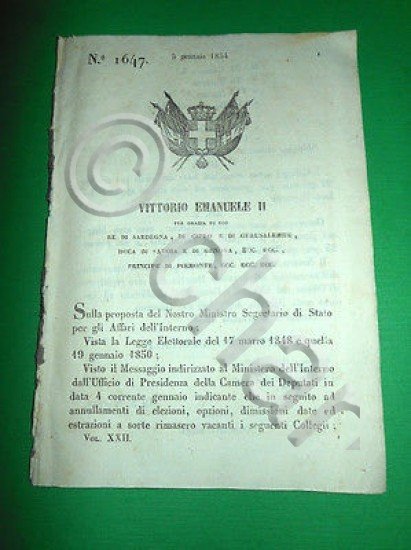 N.° 1647. 5 gennaio 1854
VITTORIO EMANUELE II
PER GRAZIA DI DIO
RE DI SARDEGNA, DI CIPRO E DI GERUSALEMME,
DUCA DI SAVOIA E DI GENOVA, ECC. ECC.,
PRINCIPE DI PIEMONTE, ECC. ECC. ECC.
Sulla proposta del Nostro Ministro Segretario di Stato
per gli Affari dell'interno;
Vista la Legge Elettorale del 17 marzo 1848 e quella
19 gennaio 1850;
Visto il Messaggio indirizzato al Ministero dell'interno
dall'Ufficio di Presidenza della Camera dei Deputati in
data 4 corrente gennaio indicante che in seguito ad
annullamenti di elezioni, opzioni, dimissioni date ed
estrazioni a sorte rimasero vacanti i seguenti Collegi;
VOL. XXII.